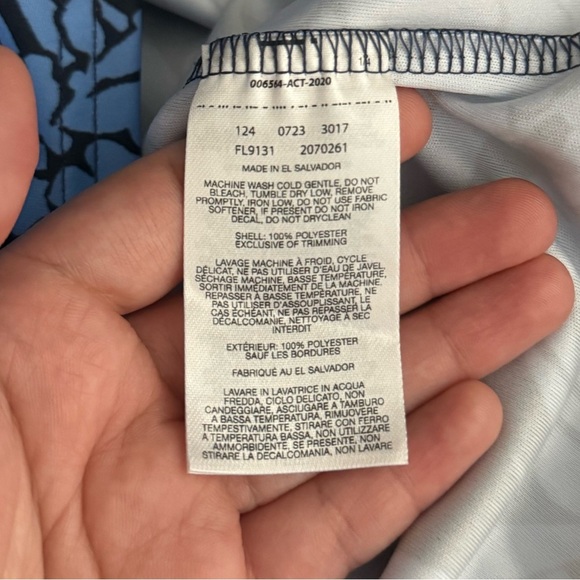 006564-ACT-2020
124 0723 3017
FL9131 2070261
MADE IN EL SALVADOR
MACHINE WASH COLD GENTLE, DO NOT
BLEACH, TUMBLE DRY LOW, REMOVE
PROMPTLY, IRON LOW, DO NOT USE FABRIC
SOFTENER, IF PRESENT DO NOT IRON
DECAL, DO NOT DRYCLEAN
SHELL: 100% POLYESTER
EXCLUSIVE OF TRIMMING
LAVAGE MACHINE À FROID, CYCLE
DÉLICAT, NE PAS UTILISER D'EAU DE JAVEL
SÉCHAGE MACHINE, BASSE TEMPÉRATURE,
SORTIR IMMÉDIATEMENT DE LA MACHINE,
REPASSER À BASSE TEMPÉRATURE, NE
PAS UTILISER D'ASSOUPLISSANT, LE
CAS ÉCHÉANT, NE PAS REPASSER LA
DÉCALCOMANIE, NETTOYAGE À SEC
INTERDIT
EXTÉRIEUR: 100% POLYESTER
SAUF LES BORDURES
FABRIQUÉ AU EL SALVADOR
LAVARE IN LAVATRICE IN ACQUA
FREDDA, CICLO DELICATO, NON
CANDEGGIARE, ASCIUGARE A TAMBURO
A BASSA TEMPERATURA, RIMUOVERE
TEMPESTIVAMENTE, STIRARE CON FERRO
A TEMPERATURA BASSA, NON UTILIZZARE
AMMORBIDENTE, SE PRESENTE, NON
STIRARE LA DECALCOMANIA, NON LAVARE